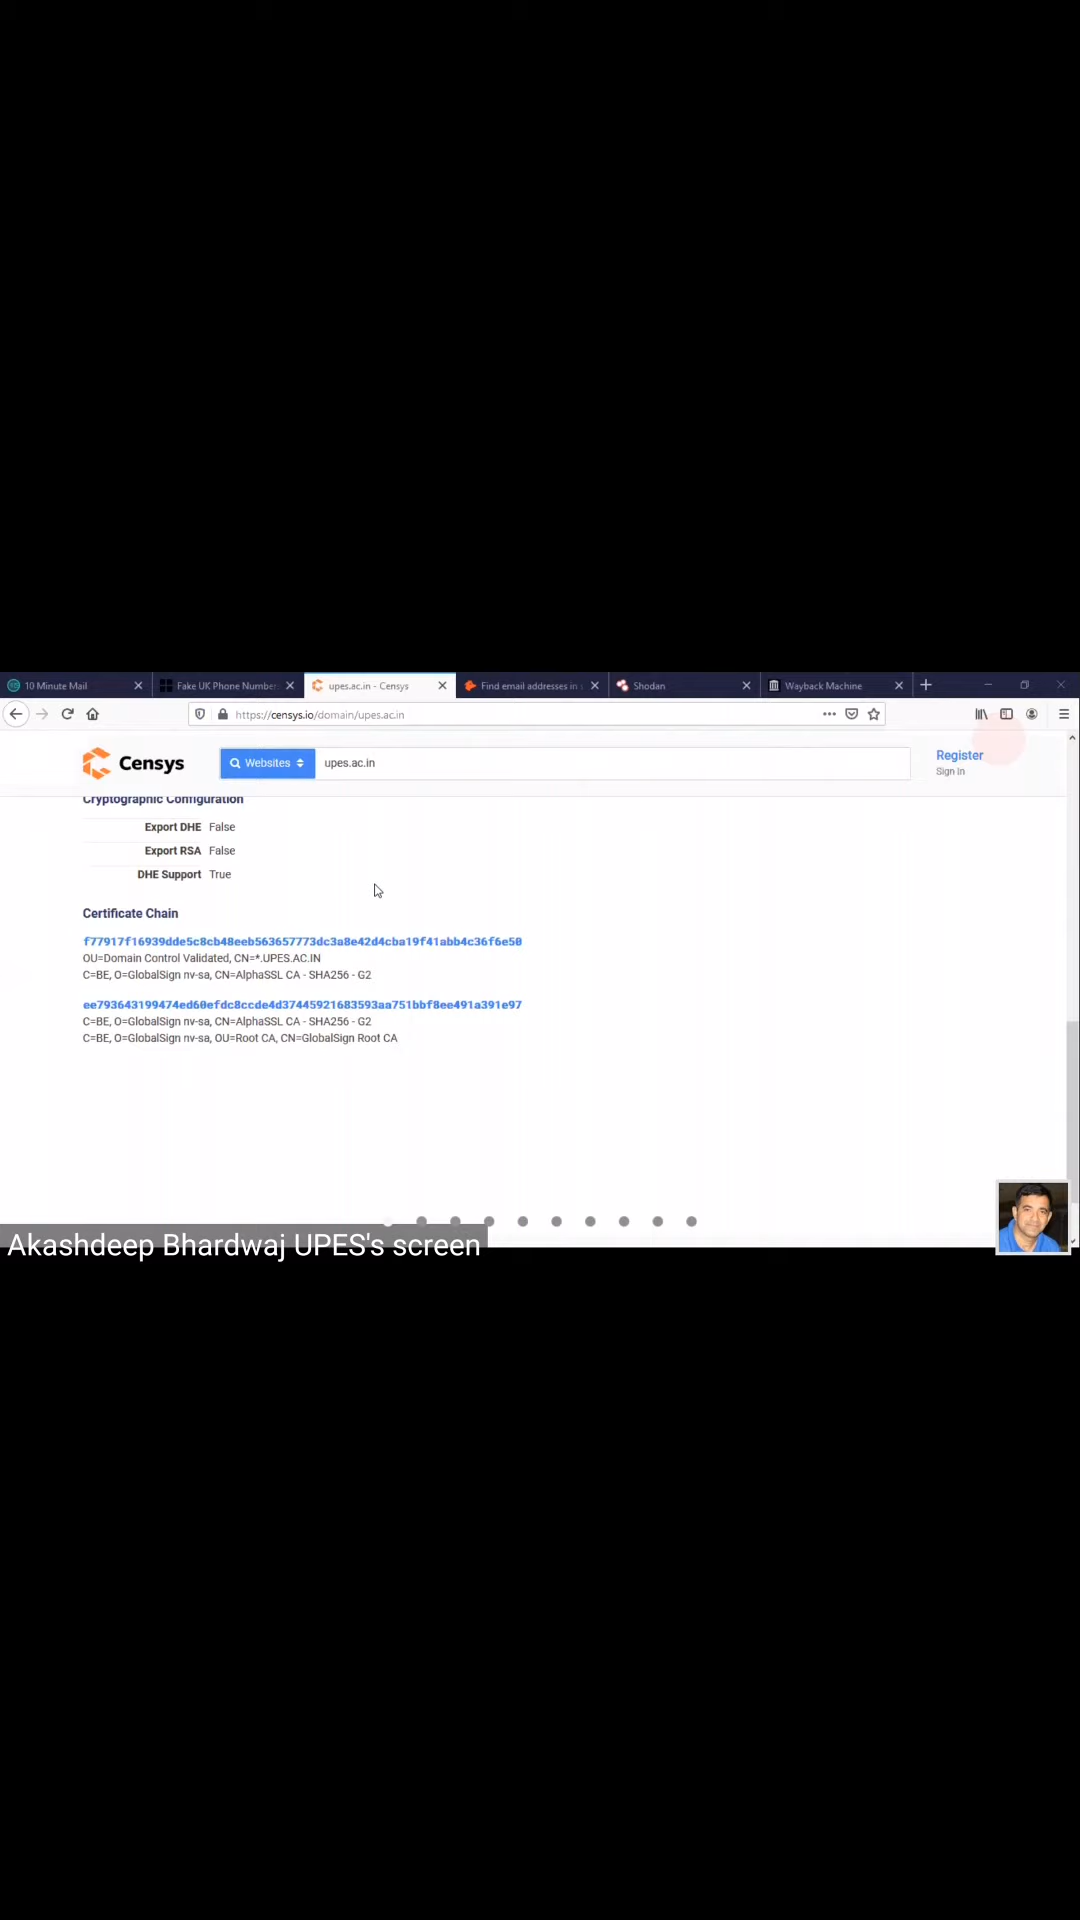 10 Minute Mail
Fake UK Phone Number
upes.ac.in - Censys
Find email addresses in
Shodan
Wayback Machine
https://censys.io/domain/upes.ac.in
Censys
Websites
upes.ac.in
Register
Sign In
Cryptographic Configuration
Export DHE False
Export RSA False
DHE Support True
Certificate Chain
f77917f16939dde5c8cb48eeb563657773dc3a8e42d4cba19f41abb4c36f6e50
OU=Domain Control Validated, CN=*.UPES.AC.IN
C=BE, O=GlobalSign nv-sa, CN=AlphaSSL CA - SHA256 - G2
ee793643199474ed60efdc8ccde4d37445921683593aa751bbf8ee491a391e97
C=BE, O=GlobalSign nv-sa, CN=AlphaSSL CA - SHA256 - G2
C=BE, O=GlobalSign nv-sa, OU=Root CA, CN=GlobalSign Root CA
Akashdeep Bhardwaj UPES's screen